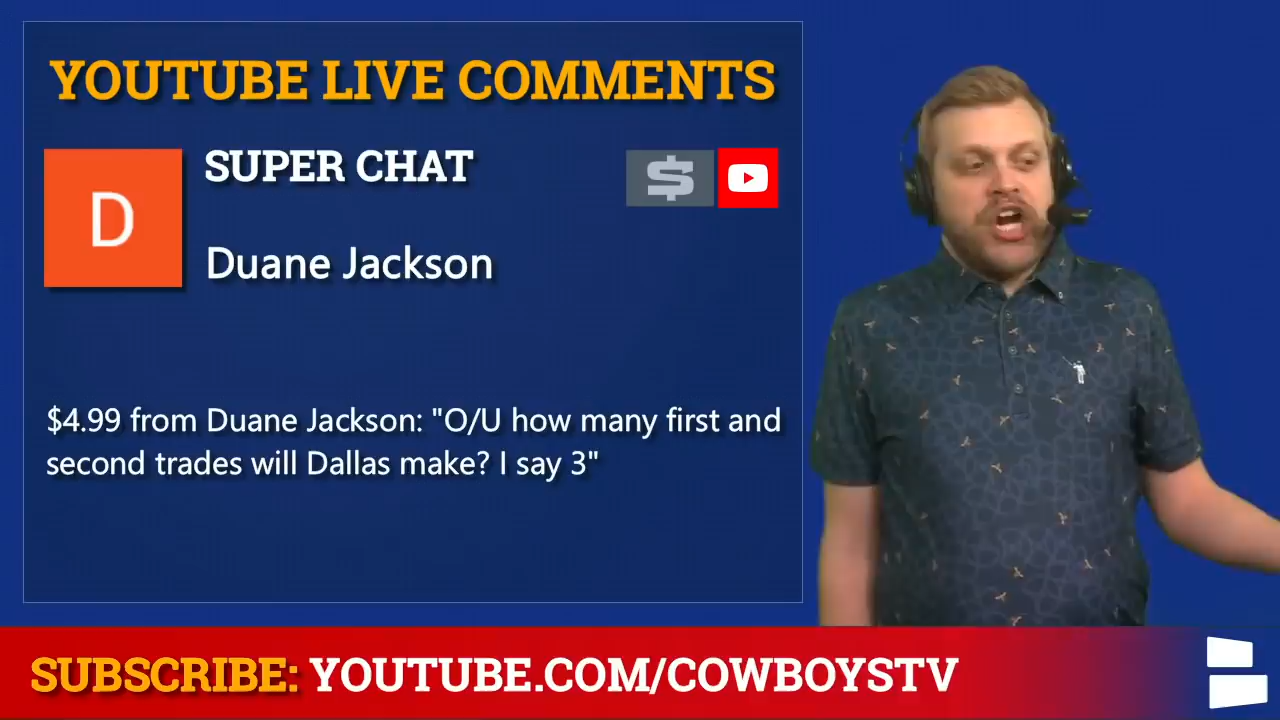 YOUTUBE LIVE COMMENTS
D
SUPER CHAT
$
Duane Jackson
$4.99 from Duane Jackson: "O/U how many first and
second trades will Dallas make? I say 3"
SUBSCRIBE: YOUTUBE.COM/COWBOYSTV